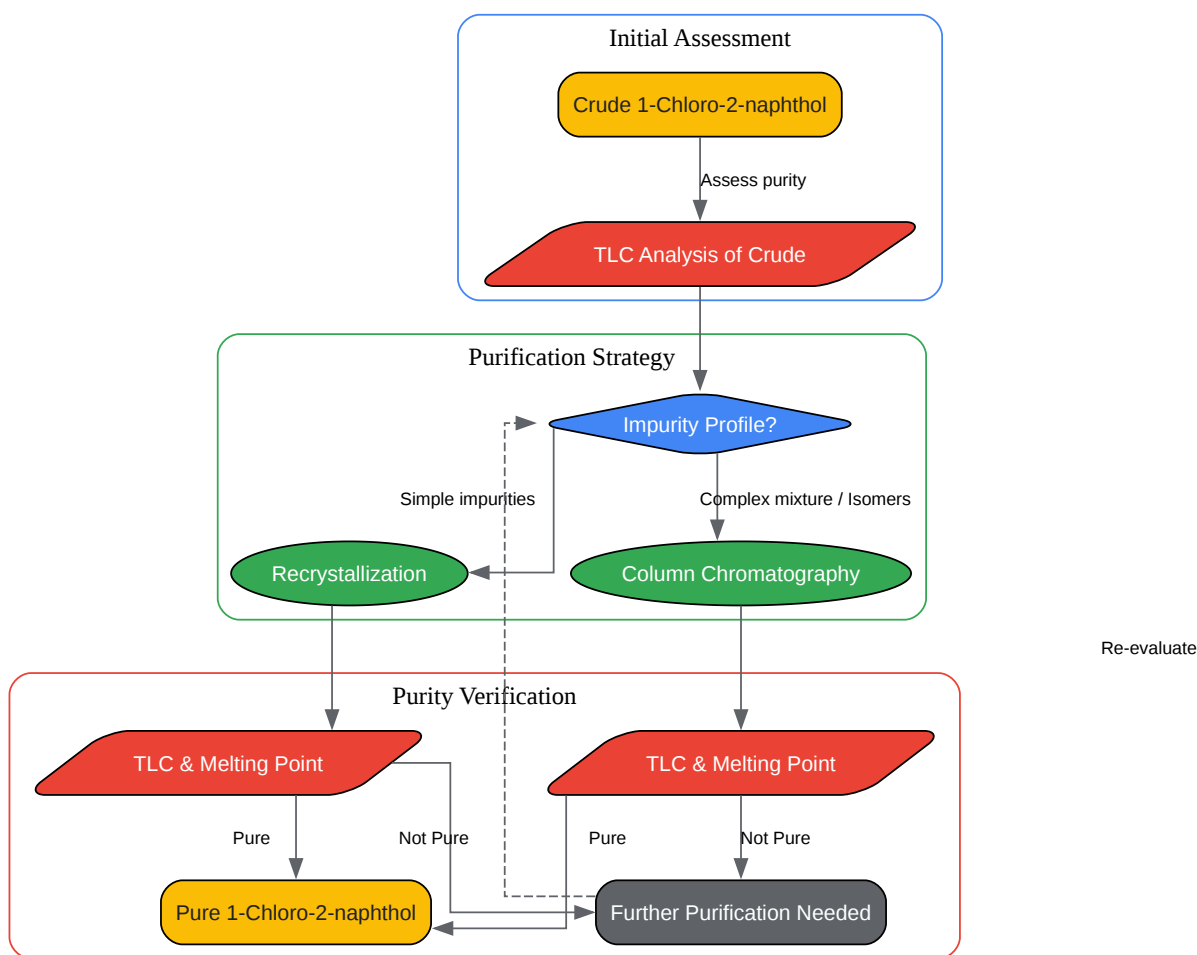 Initial Assessment
Crude 1-Chloro-2-naphthol
Assess purity
TLC Analysis of Crude
Purification Strategy
Impurity Profile?
Simple impurities
Complex mixture / Isomers
Recrystallization
Column Chromatography
Re-evaluate
Purity Verification
TLC & Melting Point
TLC & Melting Point
Pure
Not Pure
Pure
Not Pure
Pure 1-Chloro-2-naphthol
Further Purification Needed